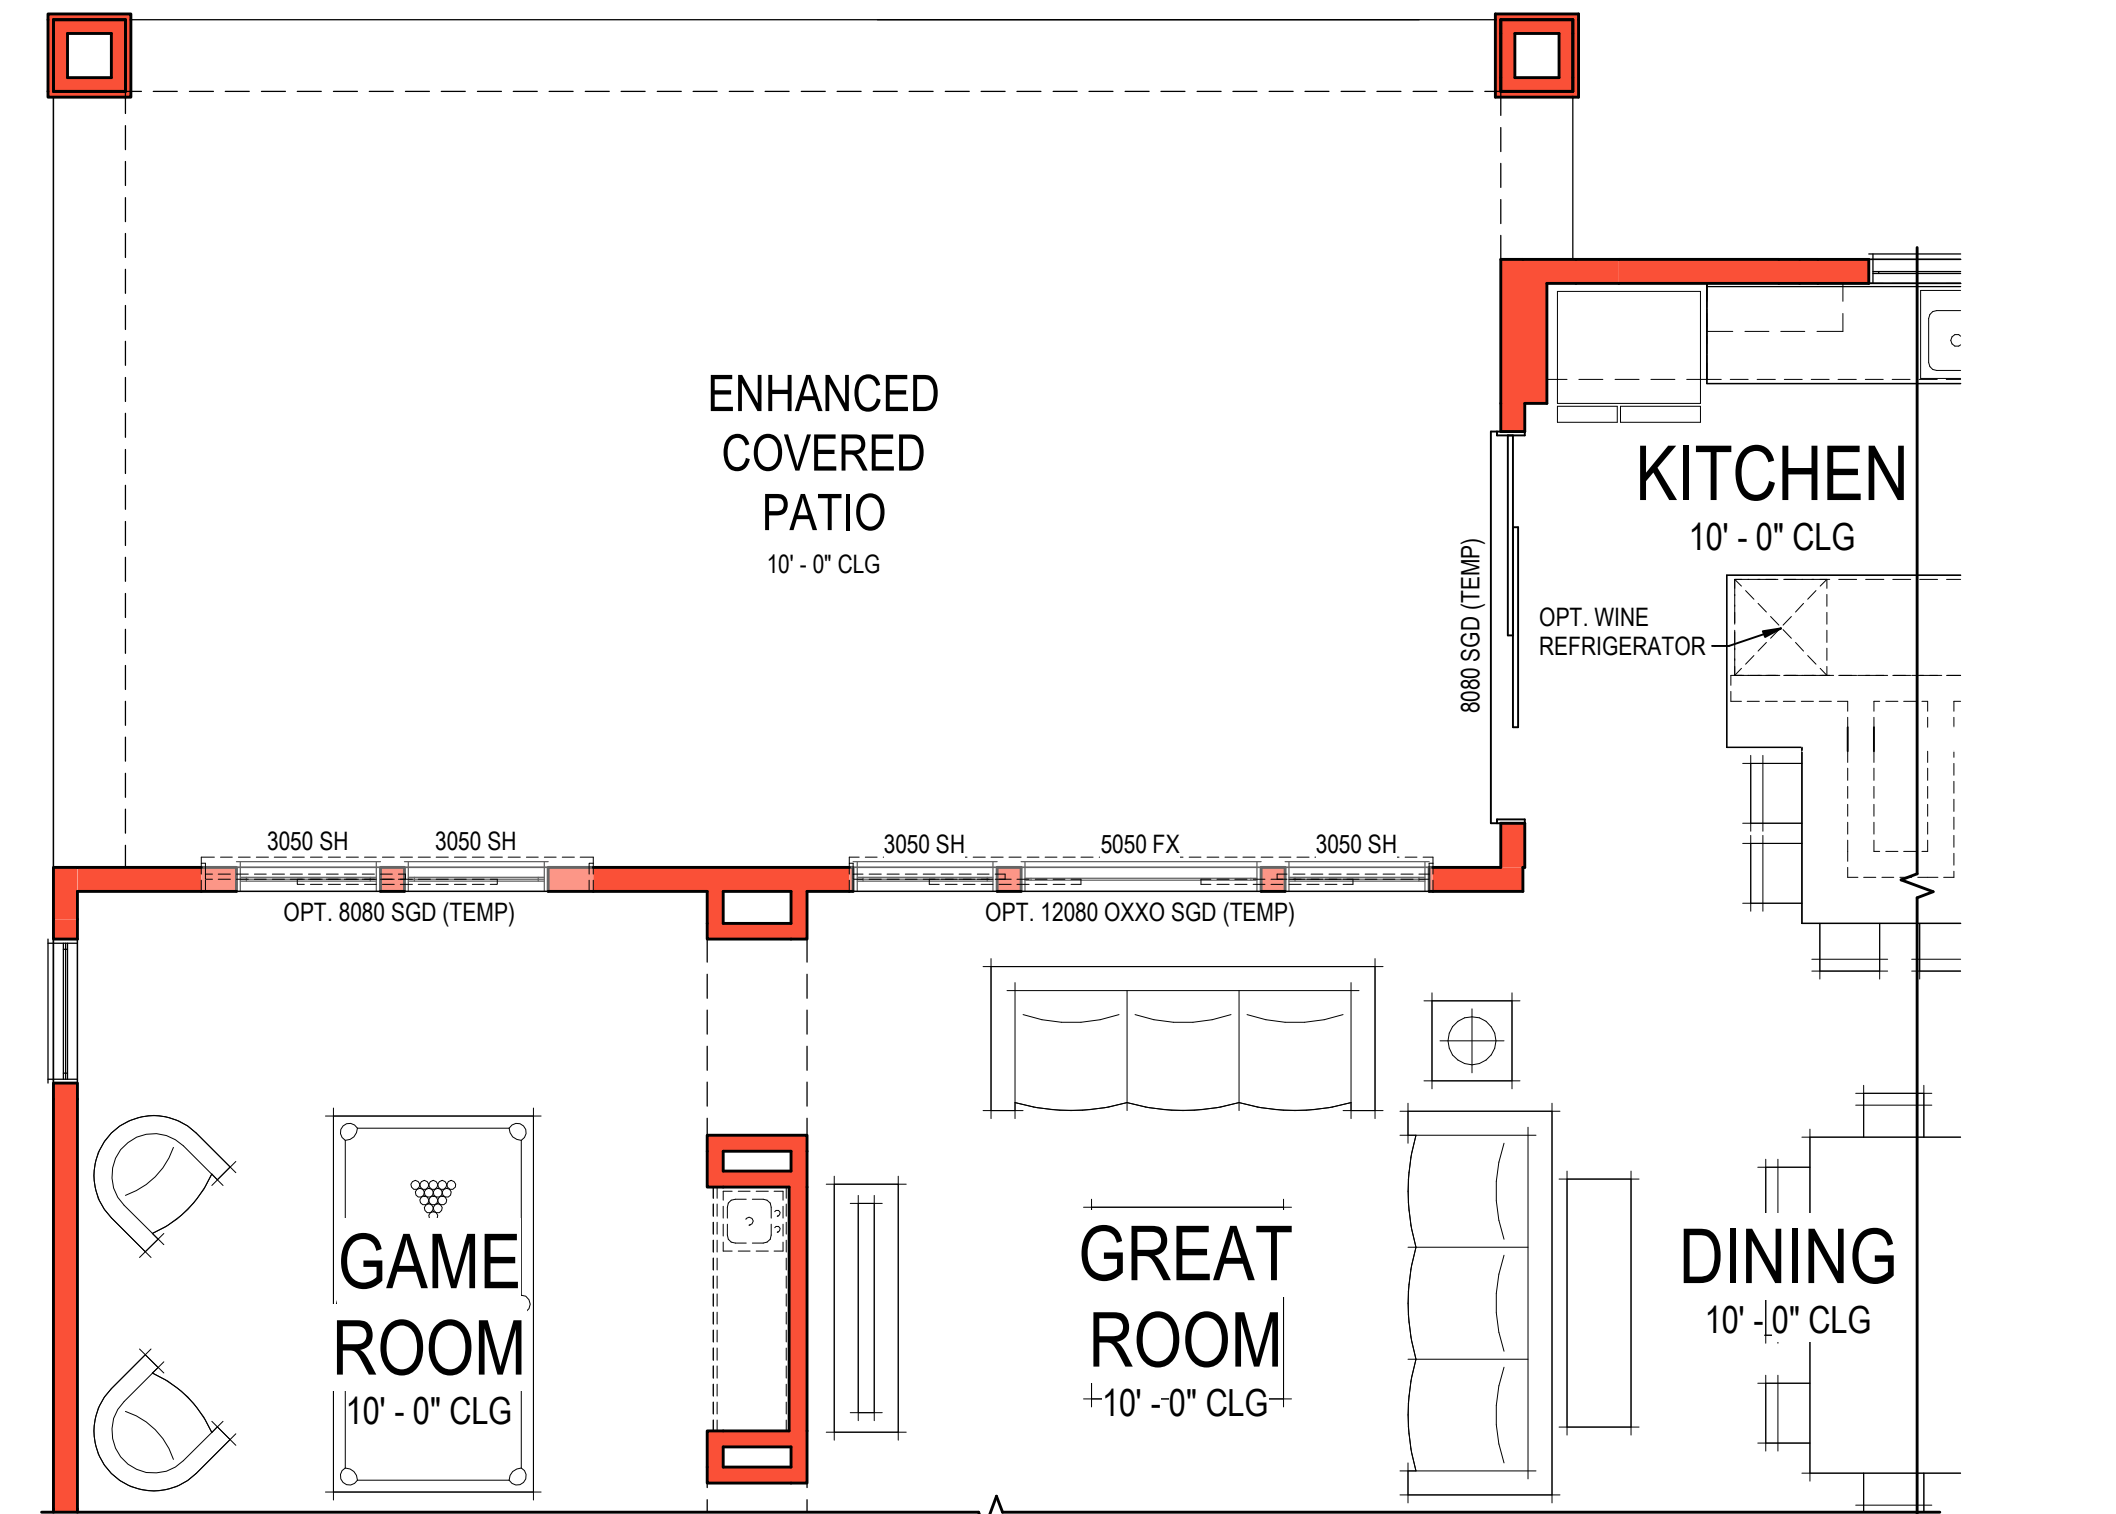 ENHANCED
COVERED
PATIO
10' - 0" CLG
KITCHEN
10' - 0" CLG
8080 SGD (TEMP)
OPT. WINE
REFRIGERATOR
3050 SH
3050 SH
3050 SH
5050 FX
3050 SH
OPT. 8080 SGD (TEMP)
OPT. 12080 OXXO SGD (TEMP)
GAME
ROOM
10' - 0" CLG
GREAT
ROOM
10' - 0" CLG
DINING
10' - 0" CLG